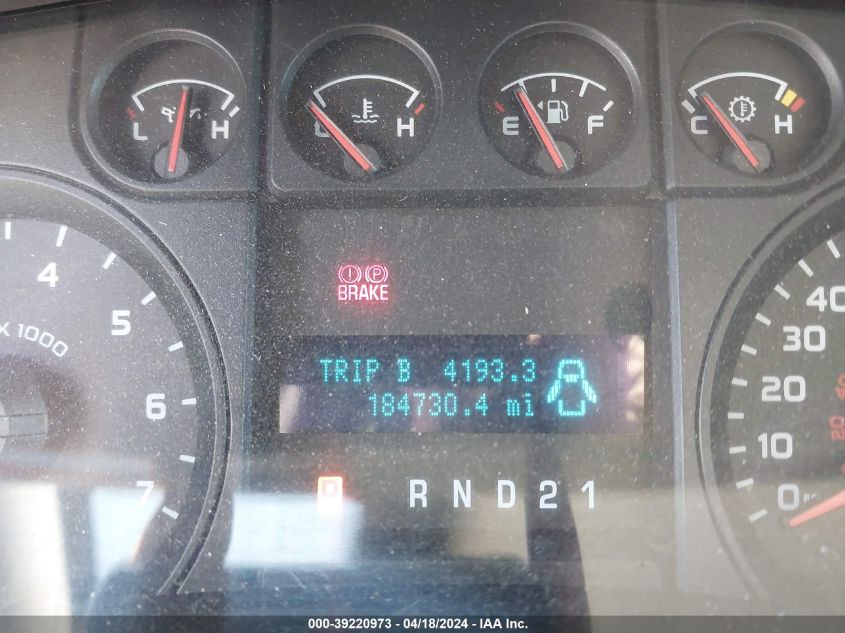 L H
C H
E F
C H
4
5
6
7
X 1000
BRAKE
P
TRIP B 4193.3
184730.4 mi
P R N D 2 1
40
30
20
10
0
20
000-39220973 - 04/18/2024 - IAA Inc.